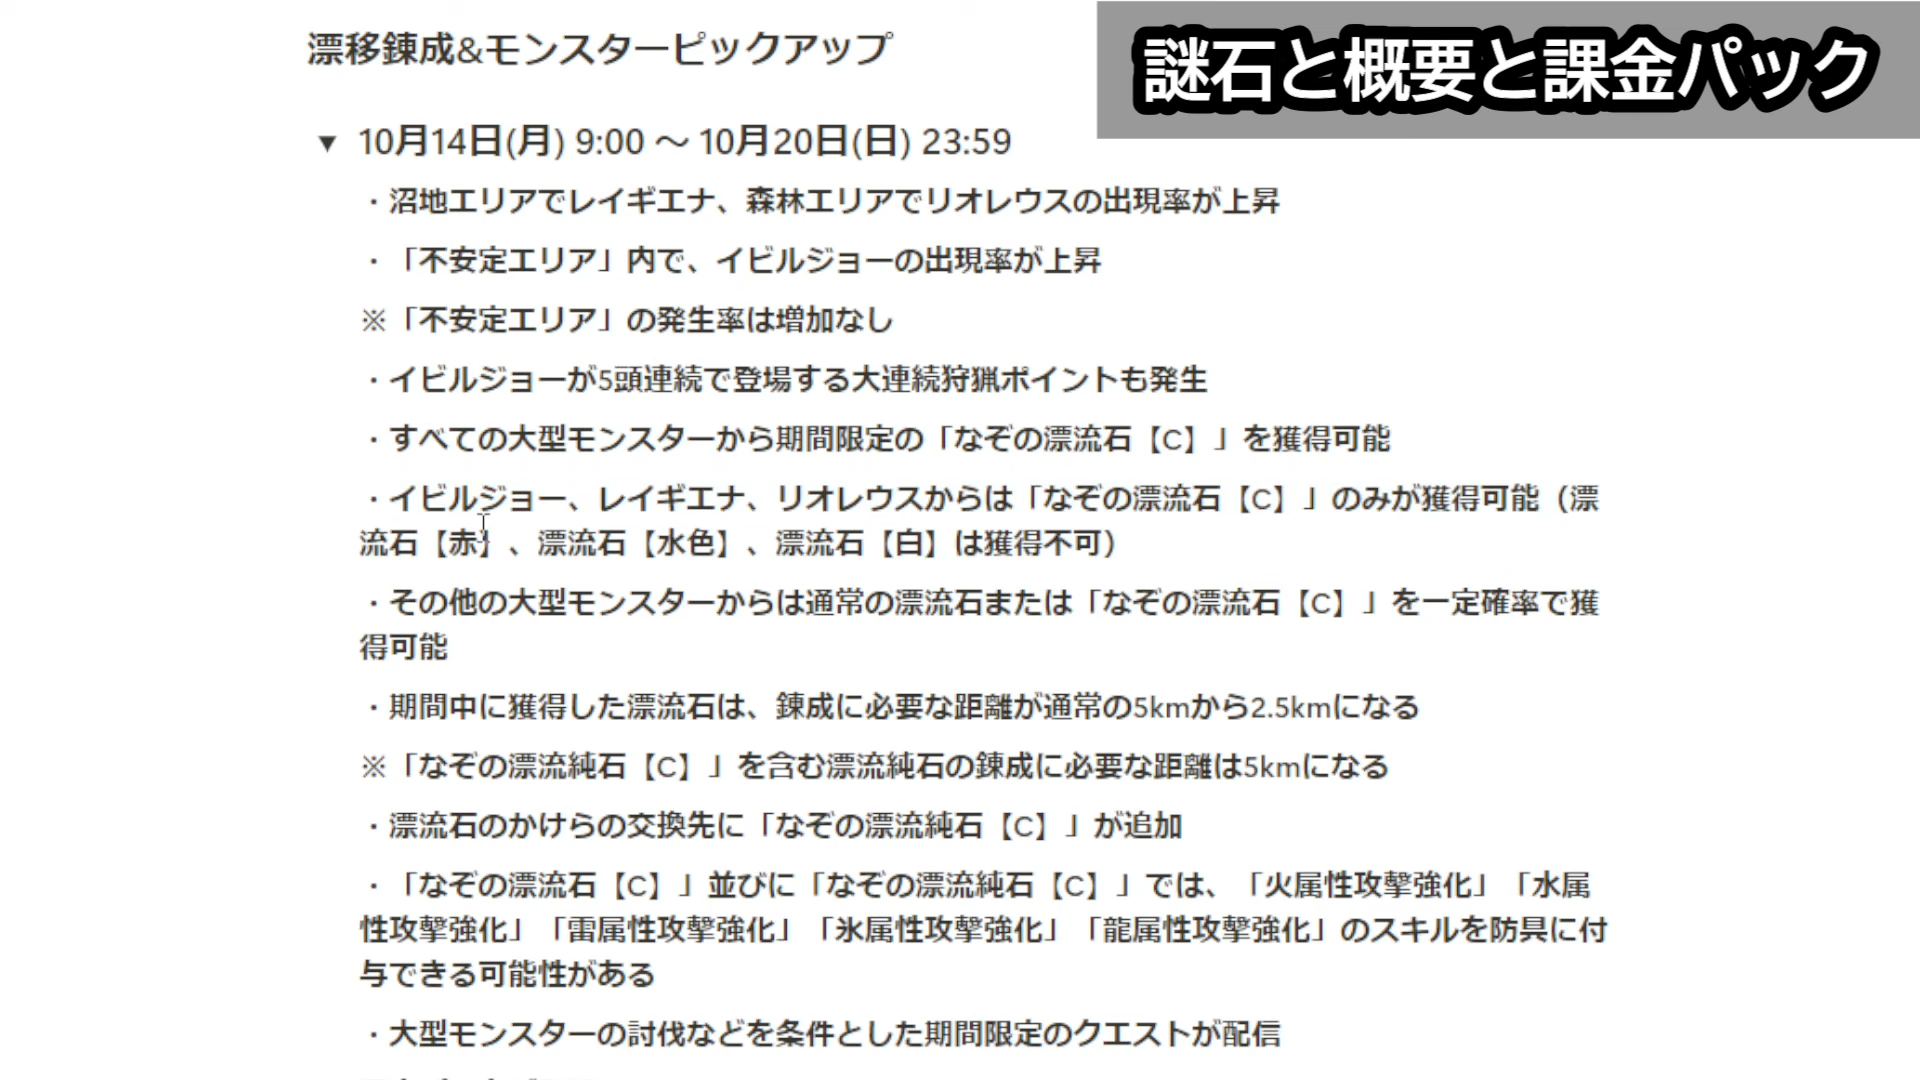 漂移錬成&モンスターピックアップ
謎石と概要と課金パック
▼ 10月14日(月) 9:00 ～ 10月20日(日) 23:59
・沼地エリアでレイギエナ、森林エリアでリオレウスの出現率が上昇
・「不安定エリア」内で、イビルジョーの出現率が上昇
※「不安定エリア」の発生率は増加なし
・イビルジョーが5頭連続で登場する大連続狩猟ポイントも発生
・すべての大型モンスターから期間限定の「なぞの漂流石【C】」を獲得可能
・イビルジョー、レイギエナ、リオレウスからは「なぞの漂流石【C】」のみが獲得可能（漂
流石【赤】、漂流石【水色】、漂流石【白】は獲得不可）
・その他の大型モンスターからは通常の漂流石または「なぞの漂流石【C】」を一定確率で獲
得可能
・期間中に獲得した漂流石は、錬成に必要な距離が通常の5kmから2.5kmになる
※「なぞの漂流純石【C】」を含む漂流純石の錬成に必要な距離は5kmになる
・漂流石のかけらの交換先に「なぞの漂流純石【C】」が追加
・「なぞの漂流石【C】」並びに「なぞの漂流純石【C】」では、「火属性攻撃強化」「水属
性攻撃強化」「雷属性攻撃強化」「氷属性攻撃強化」「龍属性攻撃強化」のスキルを防具に付
与できる可能性がある
・大型モンスターの討伐などを条件とした期間限定のクエストが配信